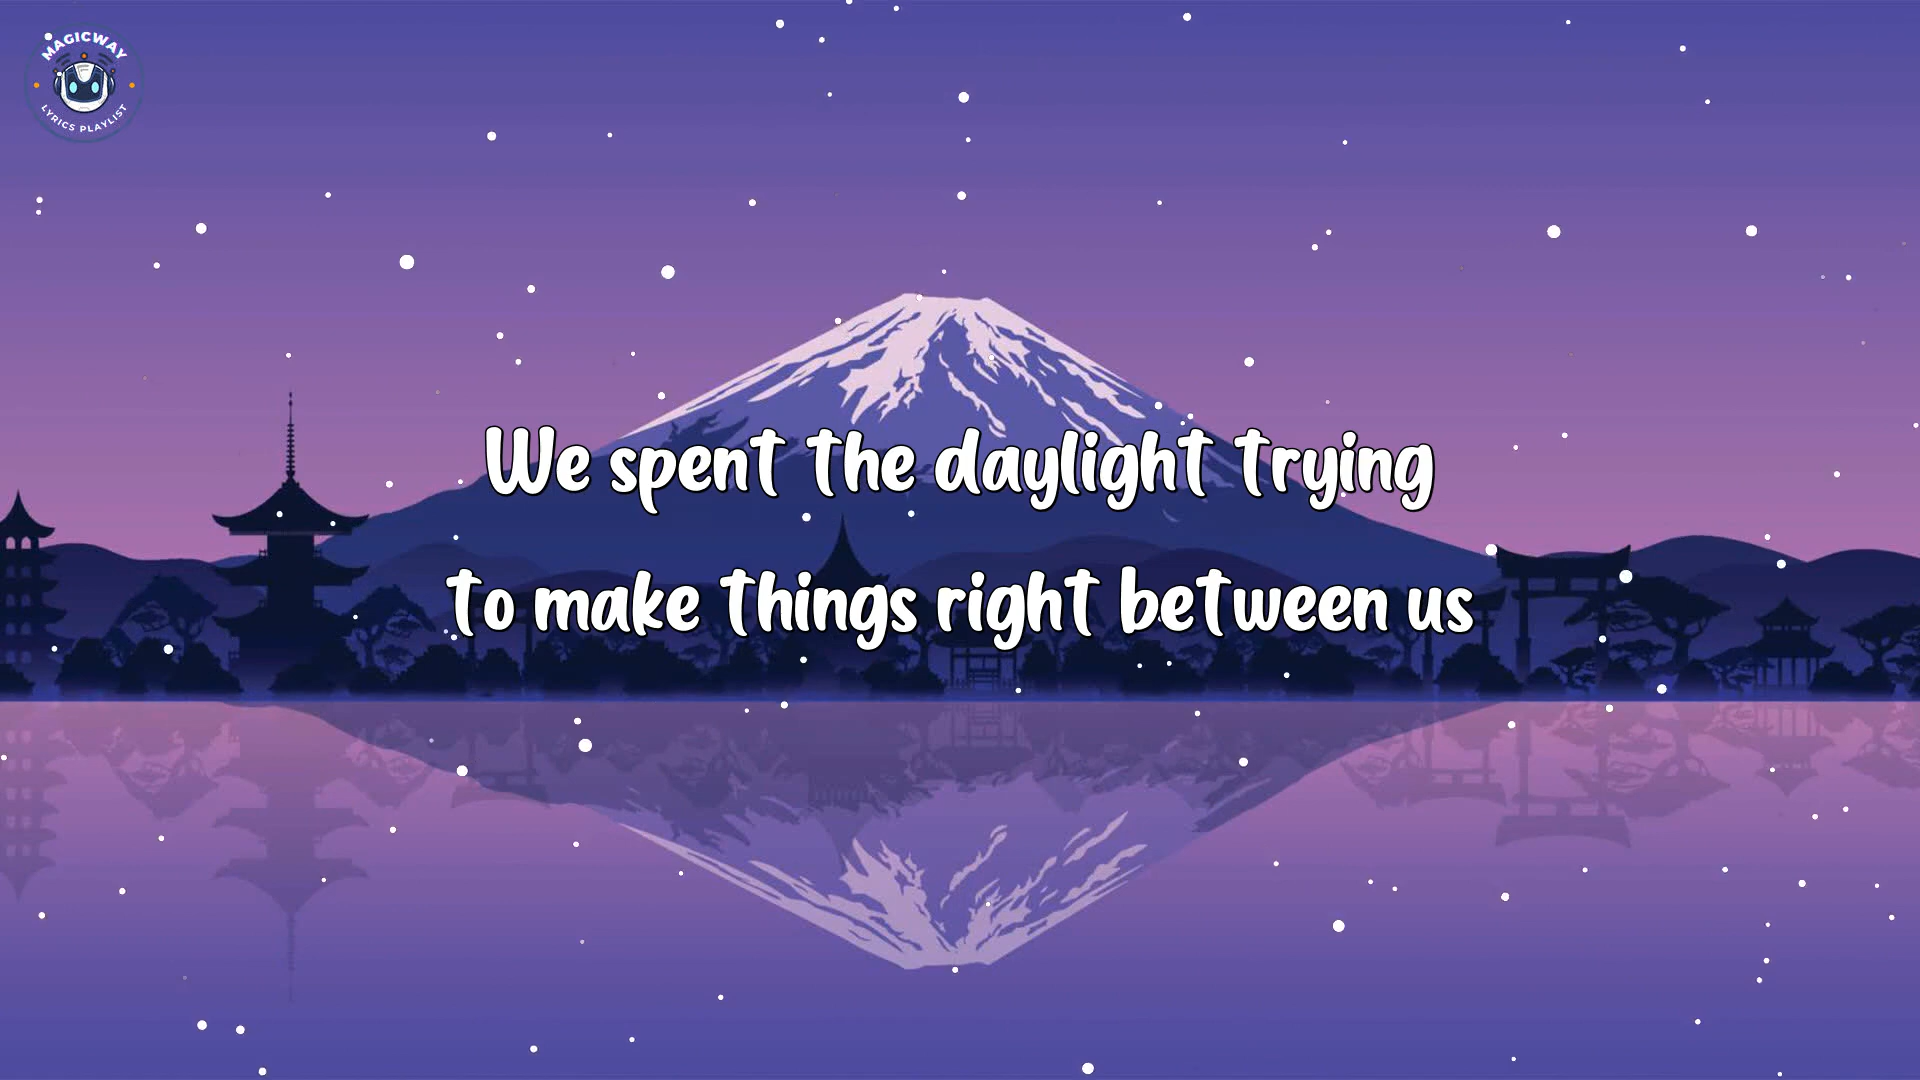 MAGICWAY
LYRICS PLAYLIST
We spent the daylight trying
to make things right between us